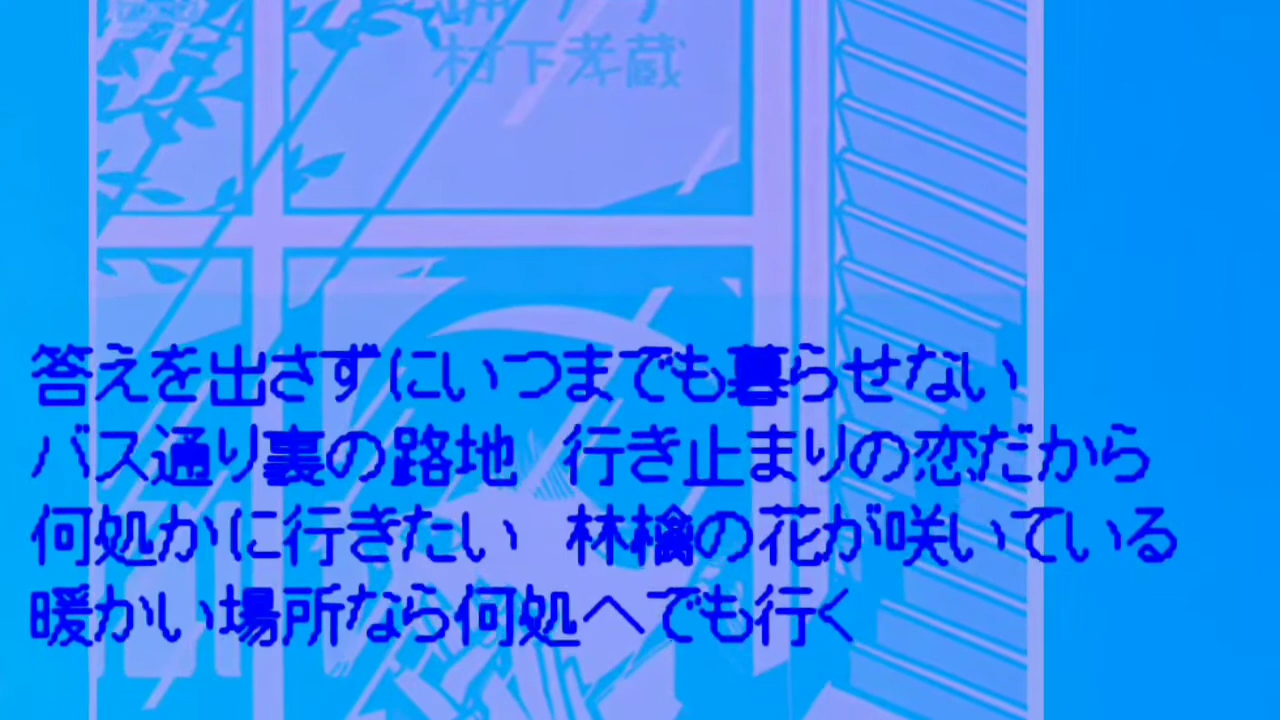 村下孝蔵
答えを出さずにいつまでも暮らせない
バス通り裏の路地 行き止まりの恋だから
何処かに行きたい 林檎の花が咲いている
暖かい場所なら何処へでも行く